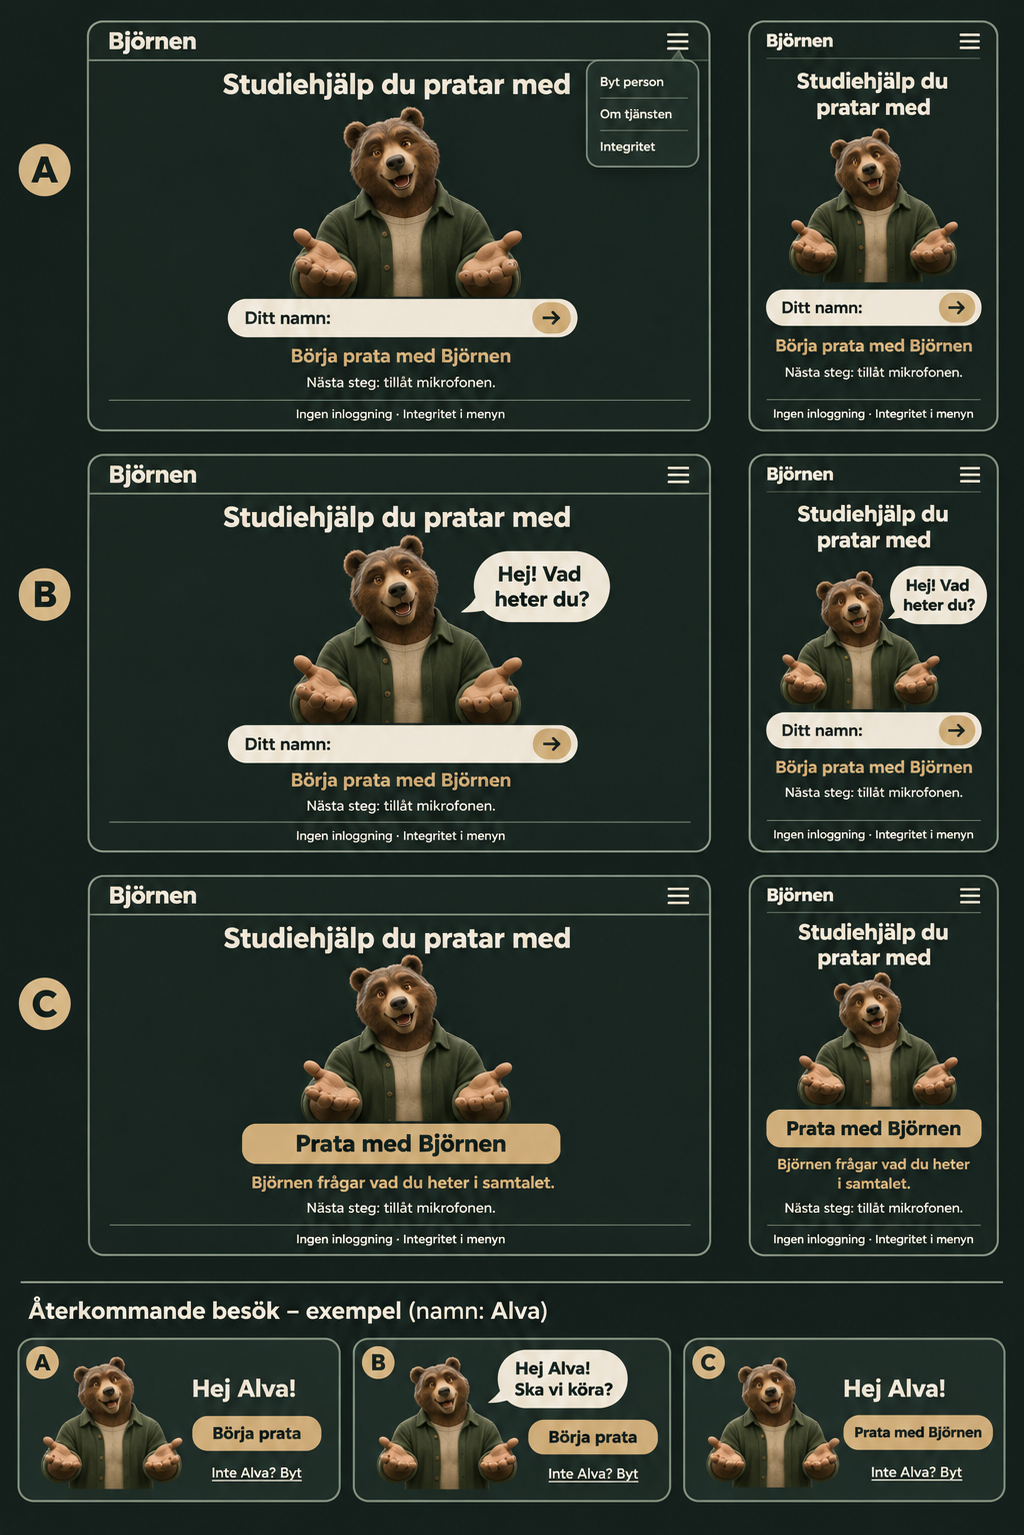 Björnen
Studiehjälp du pratar med
Byt person
Om tjänsten
Integritet
A
Ditt namn:
Börja prata med Björnen
Nästa steg: tillåt mikrofonen.
Ingen inloggning · Integritet i menyn
Björnen
Studiehjälp du
pratar med
Ditt namn:
Börja prata med Björnen
Nästa steg: tillåt mikrofonen.
Ingen inloggning · Integritet i menyn
Björnen
Studiehjälp du pratar med
B
Hej! Vad
heter du?
Ditt namn:
Börja prata med Björnen
Nästa steg: tillåt mikrofonen.
Ingen inloggning · Integritet i menyn
Björnen
Studiehjälp du
pratar med
Hej! Vad
heter du?
Ditt namn:
Börja prata med Björnen
Nästa steg: tillåt mikrofonen.
Ingen inloggning · Integritet i menyn
Björnen
Studiehjälp du pratar med
C
Prata med Björnen
Björnen frågar vad du heter i samtalet.
Nästa steg: tillåt mikrofonen.
Ingen inloggning · Integritet i menyn
Björnen
Studiehjälp du
pratar med
Prata med Björnen
Björnen frågar vad du heter
i samtalet.
Nästa steg: tillåt mikrofonen.
Ingen inloggning · Integritet i menyn
Återkommande besök – exempel (namn: Alva)
A
Hej Alva!
Börja prata
Inte Alva? Byt
B
Hej Alva!
Ska vi köra?
Börja prata
Inte Alva? Byt
C
Hej Alva!
Prata med Björnen
Inte Alva? Byt